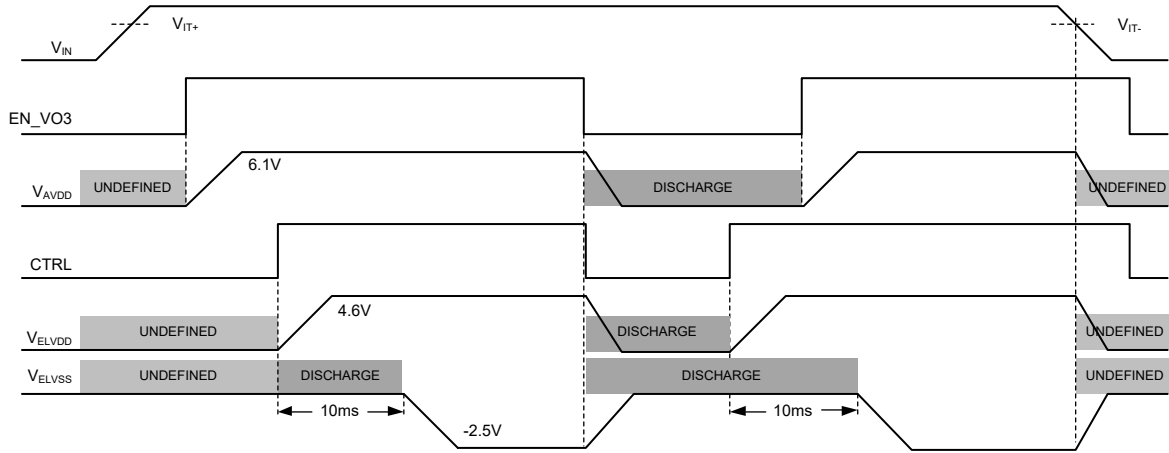 VIT+
VIT-
VIN
EN_VO3
6.1V
VAVDD
UNDEFINED
DISCHARGE
UNDEFINED
CTRL
4.6V
VELVDD
UNDEFINED
DISCHARGE
UNDEFINED
VELVSS
UNDEFINED
DISCHARGE
DISCHARGE
UNDEFINED
10ms
10ms
-2.5V